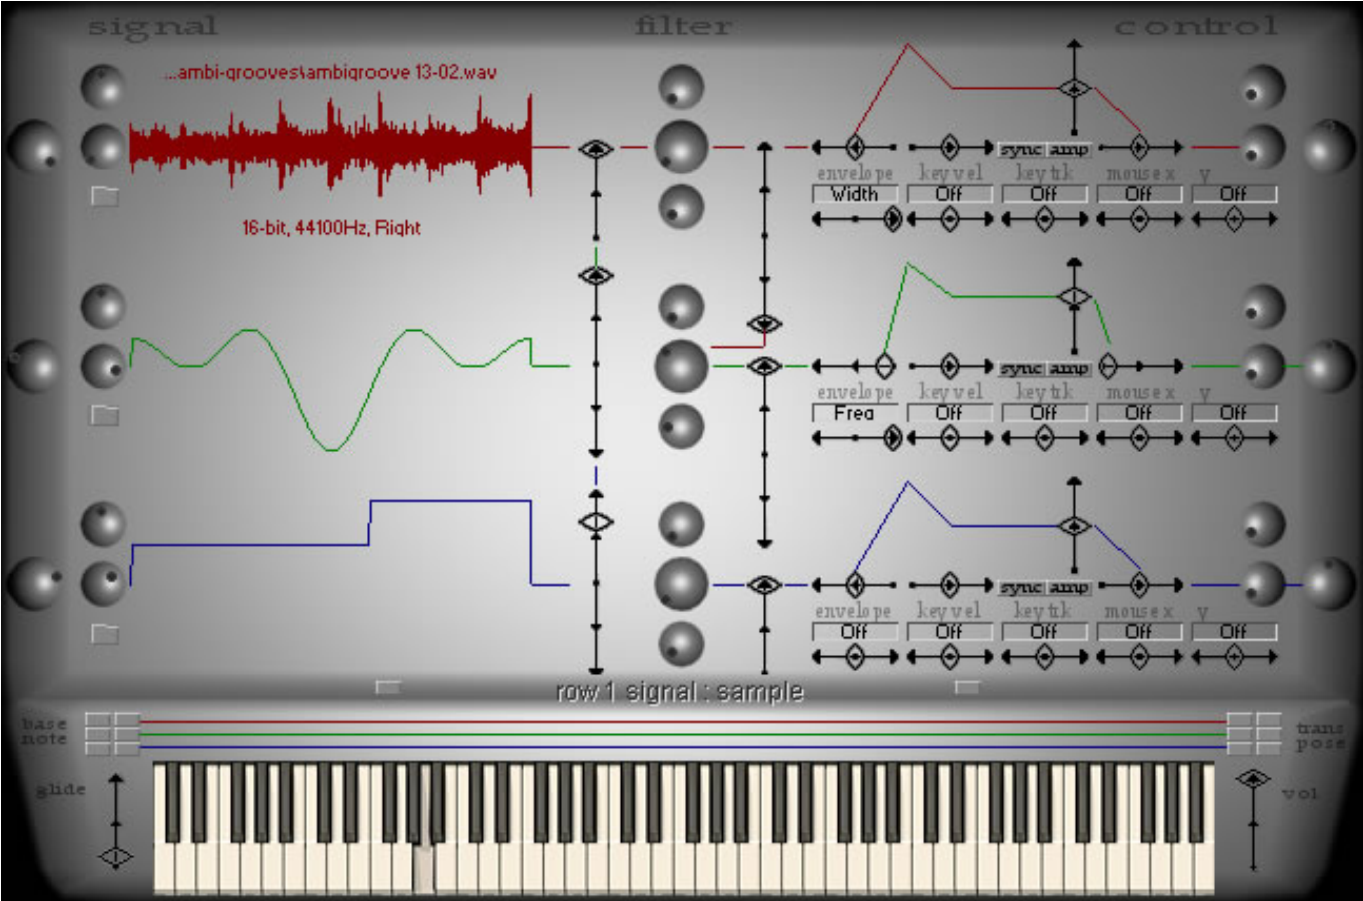 signal filter control
...ambi-grooves\ambigroove 13-02.wav
sync amp
envelope key vel key trk mouse x y
Width Off Off Off Off
16-bit, 44100Hz, Right
sync amp
envelope key vel key trk mouse x y
Freq Off Off Off Off
sync amp
envelope key vel key trk mouse x y
Off Off Off Off Off
row 1 signal : sample
base
note
trans
pose
glide
vol